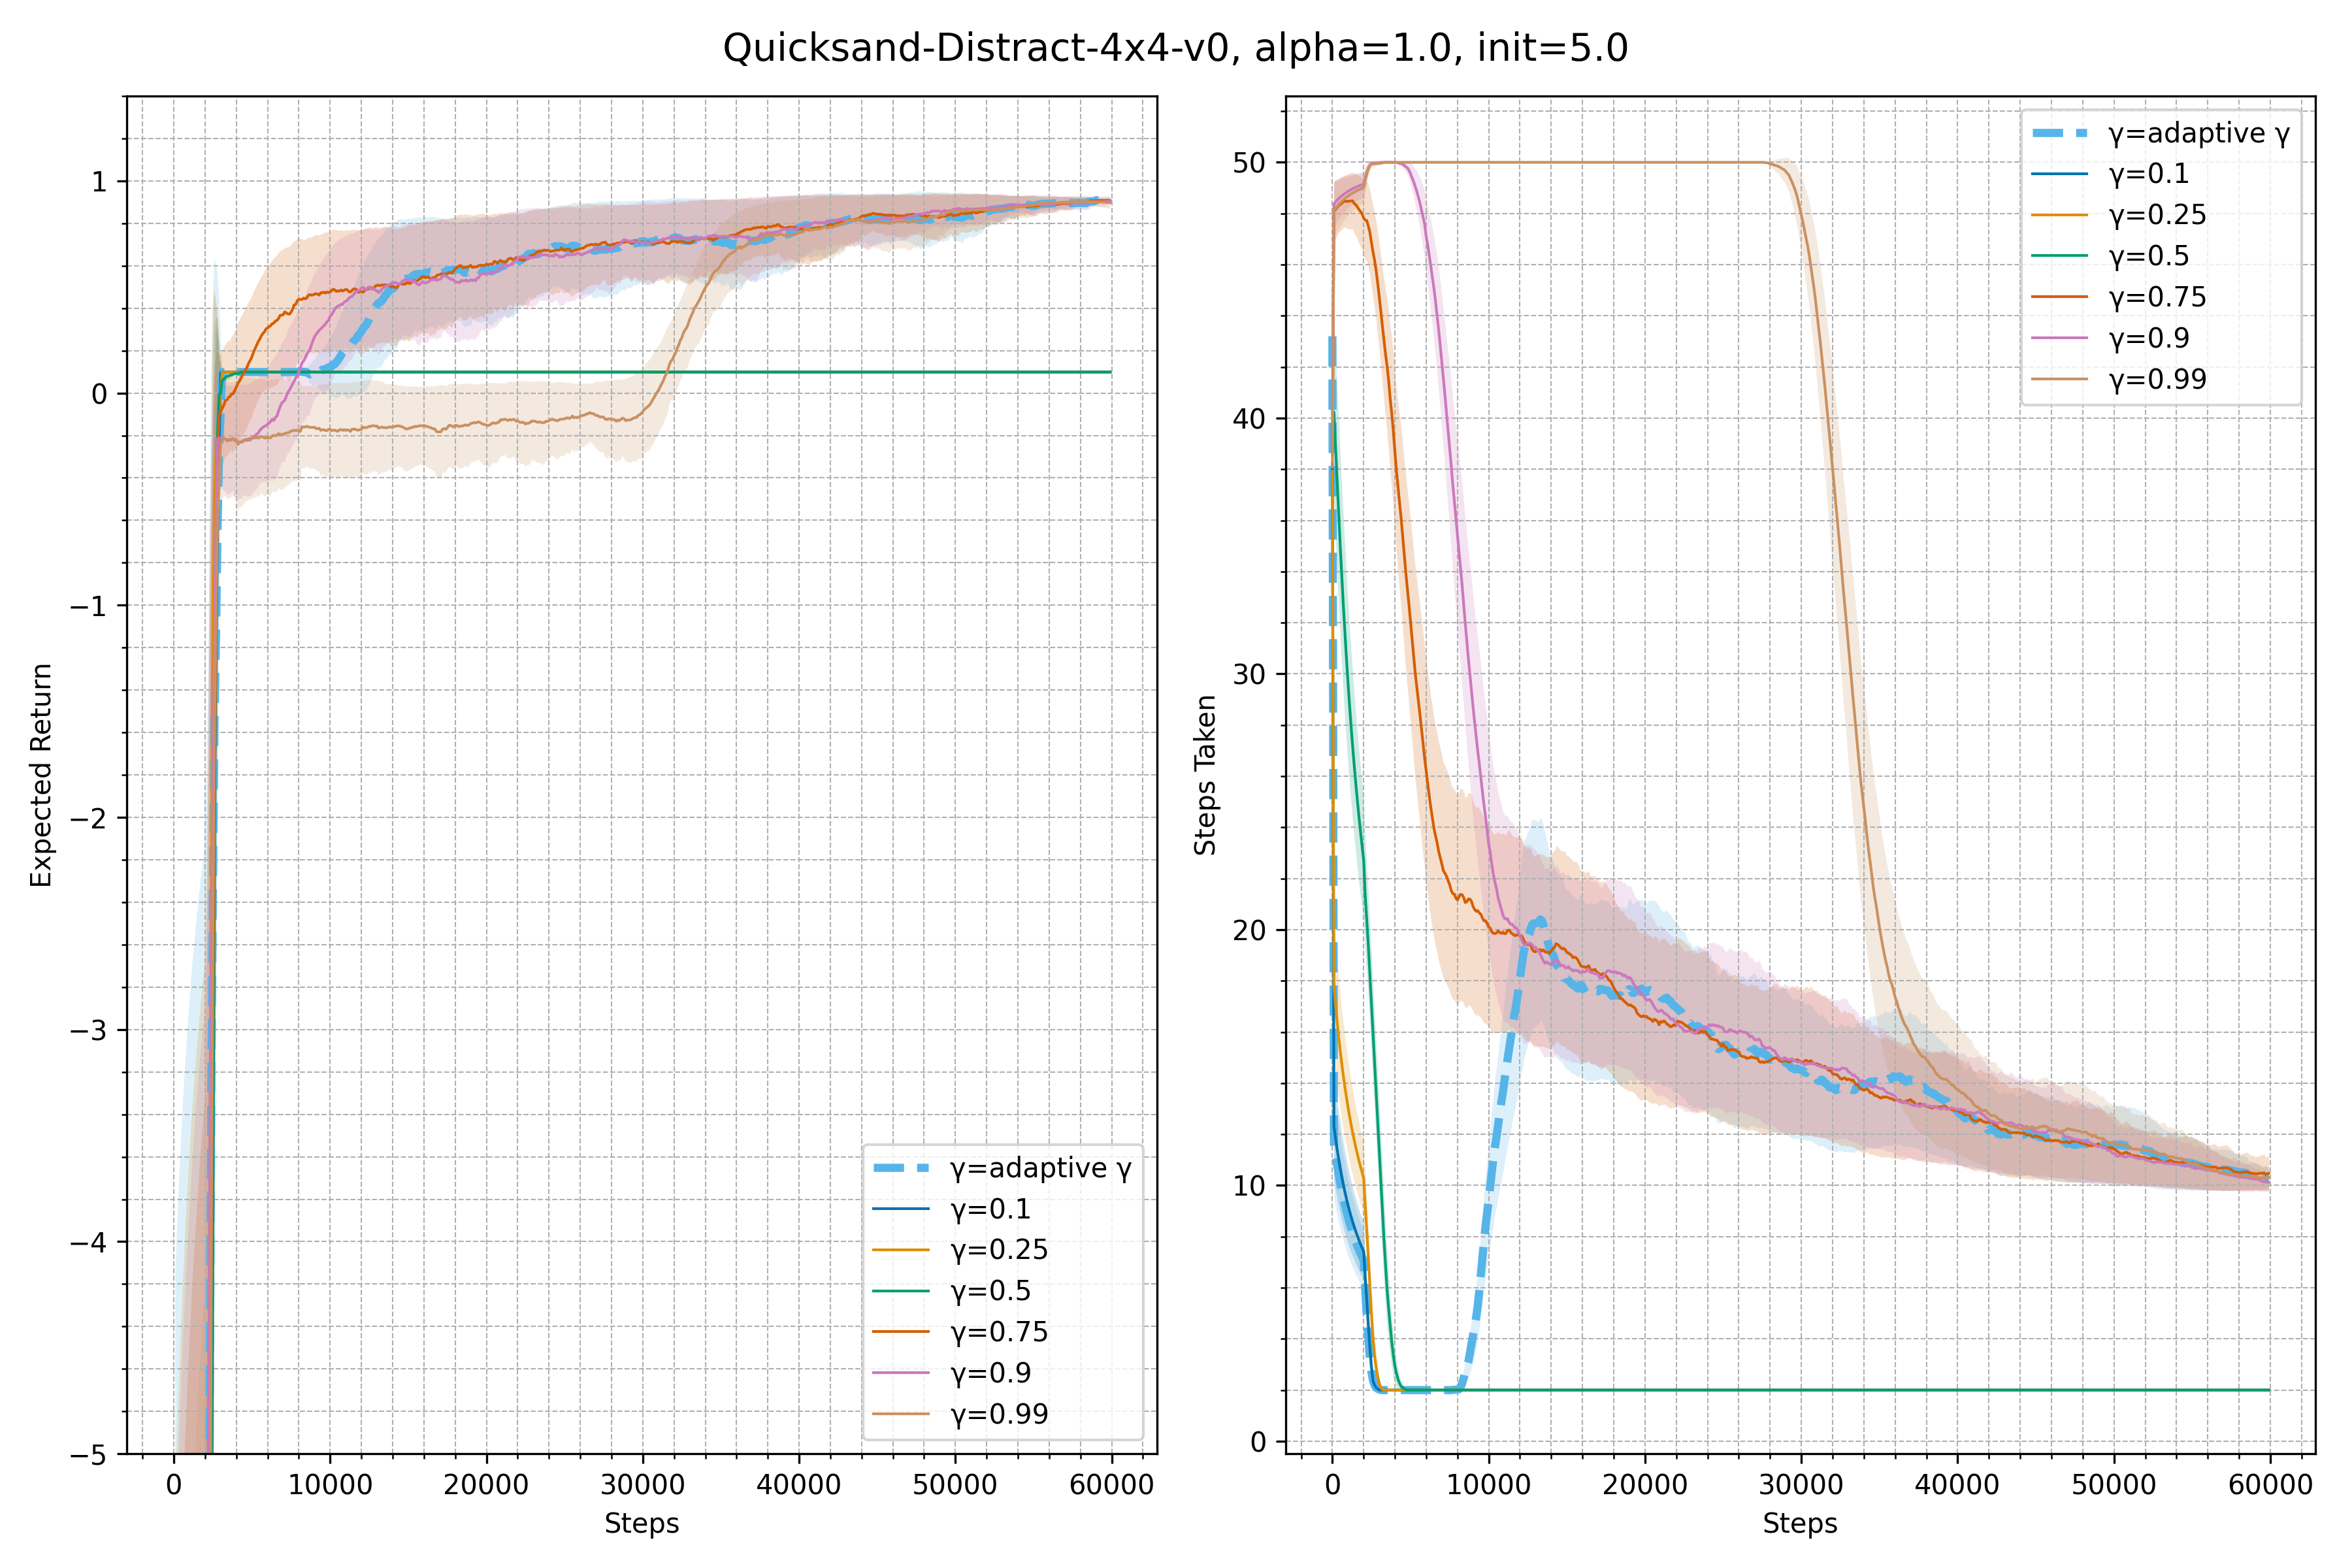 Quicksand-Distract-4x4-v0, alpha=1.0, init=5.0
Expected Return
1
0
−1
−2
−3
−4
−5
0 10000 20000 30000 40000 50000 60000
Steps
γ=adaptive γ
γ=0.1
γ=0.25
γ=0.5
γ=0.75
γ=0.9
γ=0.99
Steps Taken
50
40
30
20
10
0
0 10000 20000 30000 40000 50000 60000
Steps
γ=adaptive γ
γ=0.1
γ=0.25
γ=0.5
γ=0.75
γ=0.9
γ=0.99